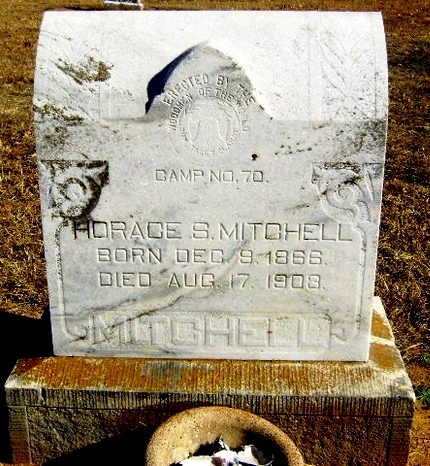 ERECTED BY THE
WOODMEN OF THE WORLD
CAMP NO. 70.
HORACE S. MITCHELL
BORN DEC. 9. 1866.
DIED AUG. 17. 1903.
MITCHELL